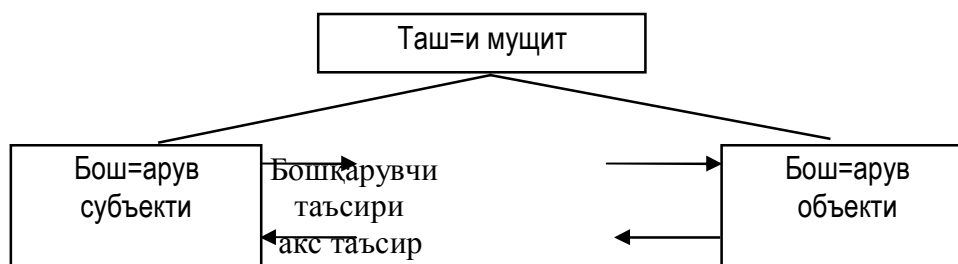 Таш=и мущит
Бош=арув
субъекти
Бошқарувчи
таъсири
акс таъсир
Бош=арув
объекти